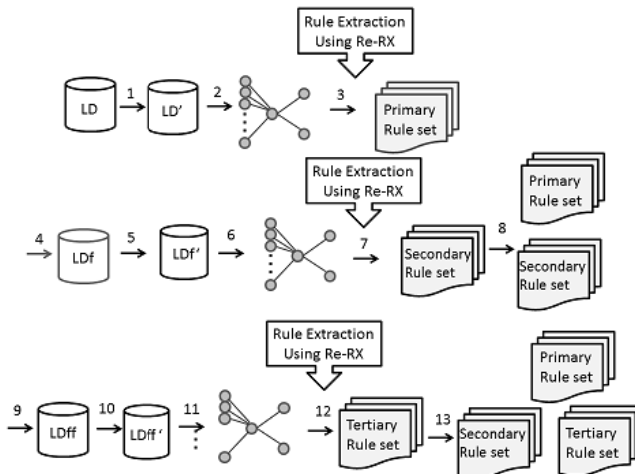 Rule Extraction
Using Re-RX
LD
1
LD'
2
3
Primary
Rule set
Rule Extraction
Using Re-RX
Primary
Rule set
4
LDf
5
LDf'
6
7
Secondary
Rule set
8
Secondary
Rule set
Rule Extraction
Using Re-RX
Primary
Rule set
9
LDff
10
LDff'
11
12
Tertiary
Rule set
13
Secondary
Rule set
Tertiary
Rule set